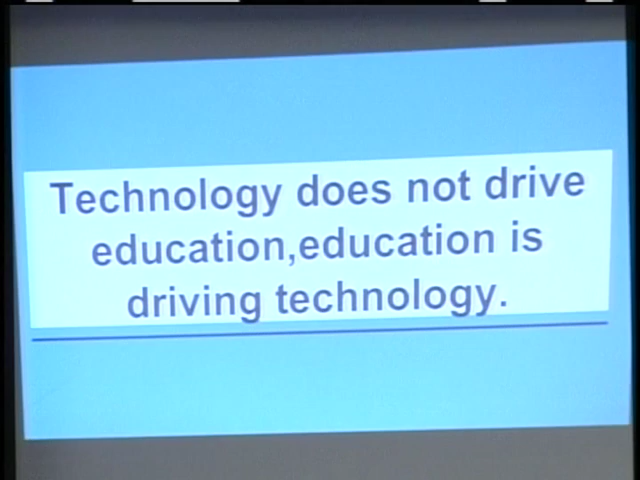 Technology does not drive
education,education is
driving technology.